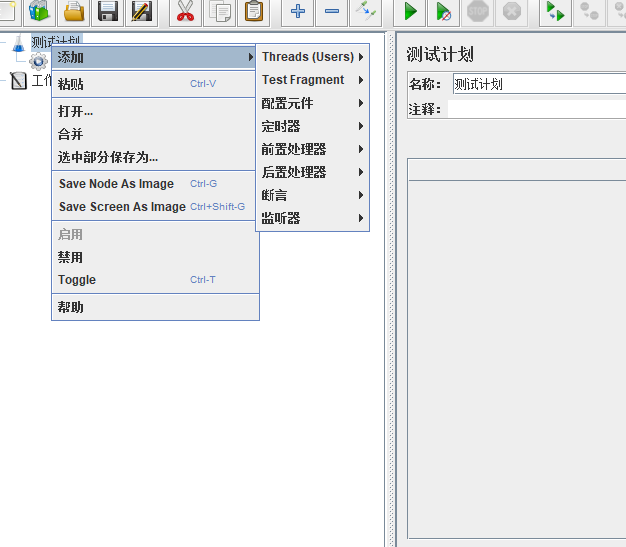 测试计划
添加
粘贴 Ctrl-V
打开...
合并
选中部分保存为...
Save Node As Image Ctrl-G
Save Screen As Image Ctrl+Shift-G
启用
禁用
Toggle Ctrl-T
帮助
Threads (Users)
Test Fragment
配置元件
定时器
前置处理器
后置处理器
断言
监听器
工作
测试计划
名称： 测试计划
注释：